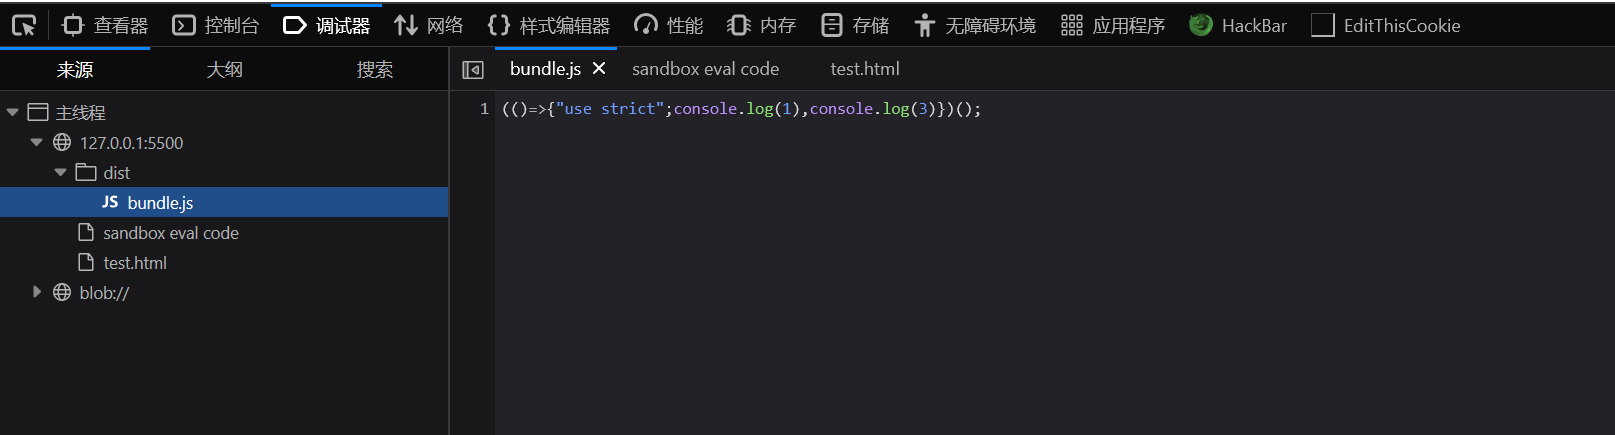 查看器 控制台 调试器 网络 样式编辑器 性能 内存 存储 无障碍环境 应用程序 HackBar EditThisCookie
来源 大纲 搜索 bundle.js sandbox eval code test.html
1 (()=>{"use strict";console.log(1),console.log(3)})();
主线程
127.0.0.1:5500
dist
JS bundle.js
sandbox eval code
test.html
blob://